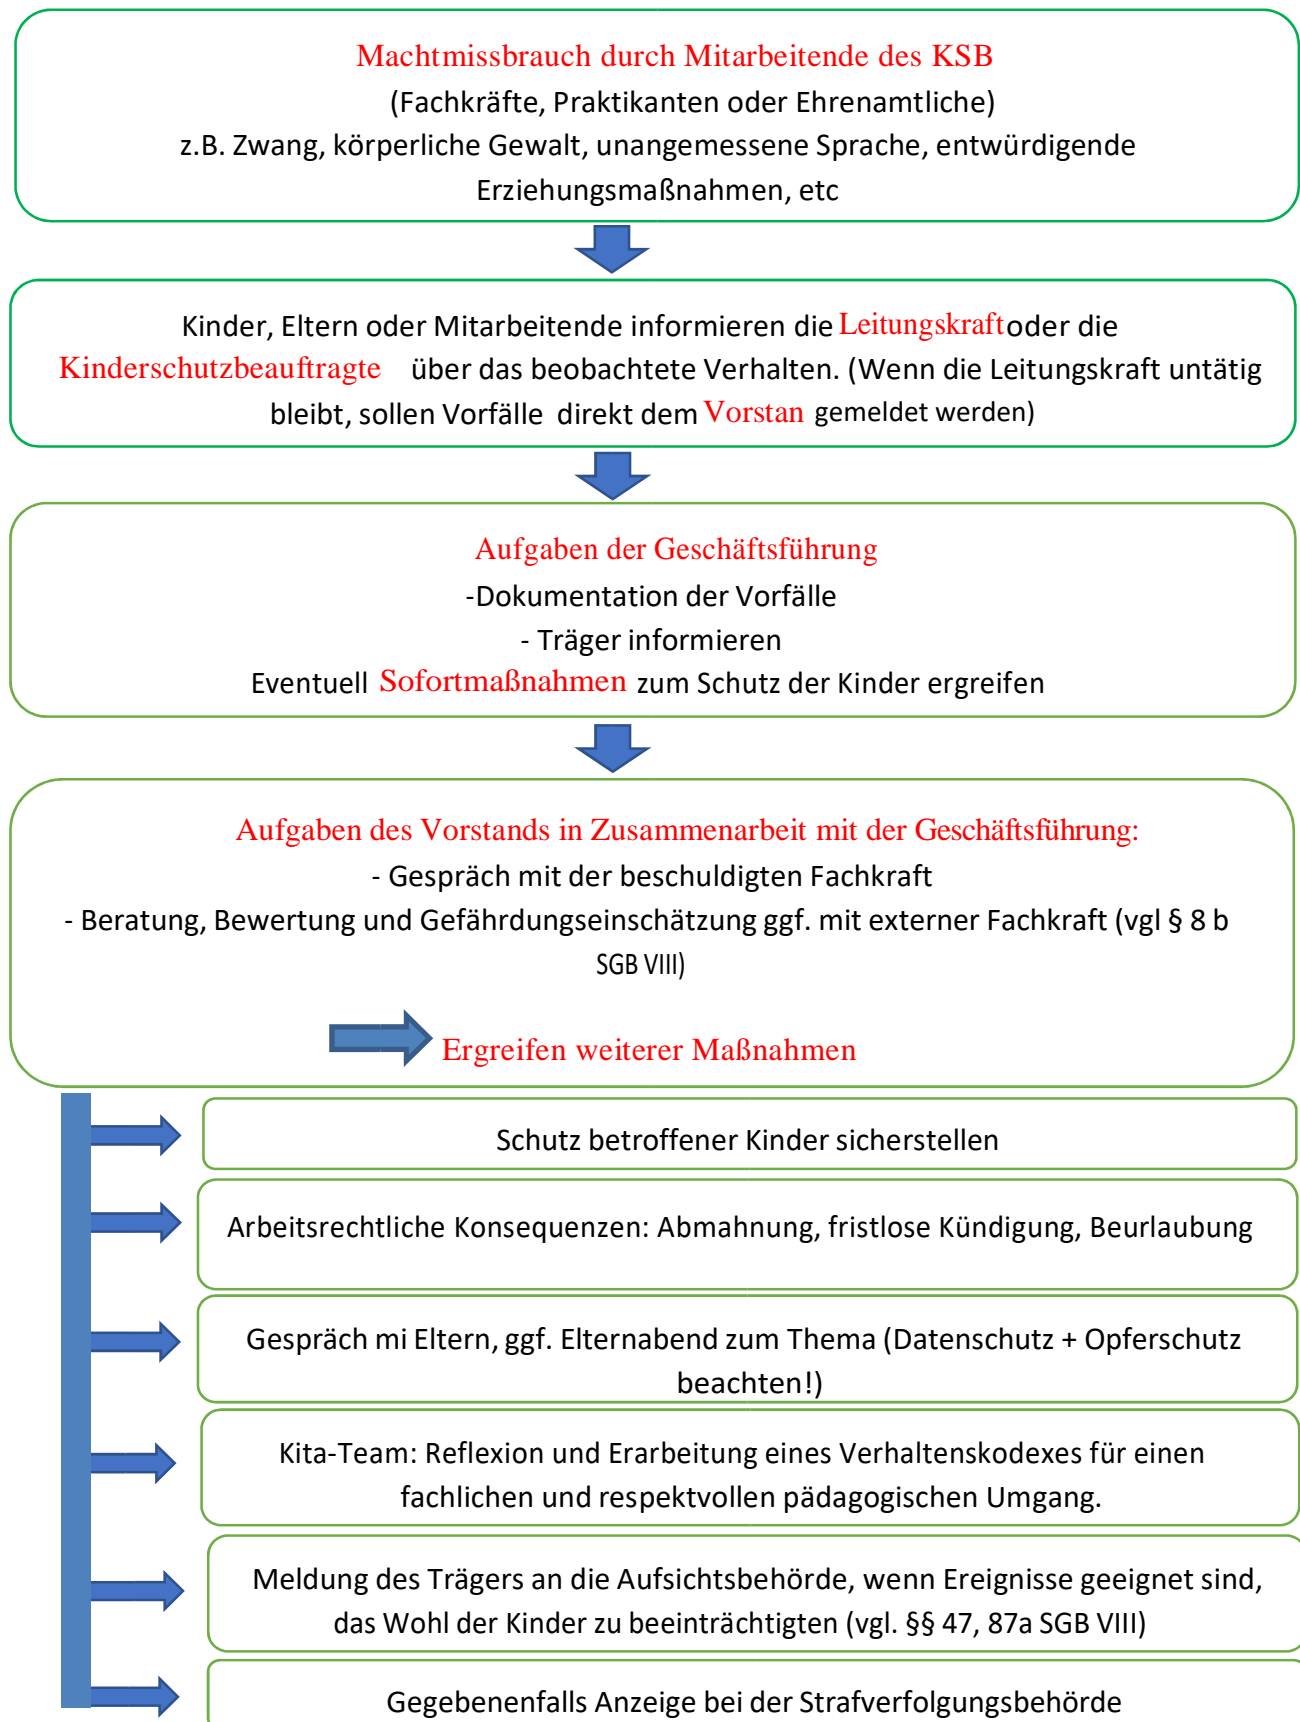 Machtmissbrauch durch Mitarbeitende des KSB
(Fachkräfte, Praktikanten oder Ehrenamtliche)
z.B. Zwang, körperliche Gewalt, unangemessene Sprache, entwürdigende
Erziehungsmaßnahmen, etc
Kinder, Eltern oder Mitarbeitende informieren die Leitungskraft oder die
Kinderschutzbeauftragte über das beobachtete Verhalten. (Wenn die Leitungskraft untätig
bleibt, sollen Vorfälle direkt dem Vorstan gemeldet werden)
Aufgaben der Geschäftsführung
-Dokumentation der Vorfälle
- Träger informieren
Eventuell Sofortmaßnahmen zum Schutz der Kinder ergreifen
Aufgaben des Vorstands in Zusammenarbeit mit der Geschäftsführung:
- Gespräch mit der beschuldigten Fachkraft
- Beratung, Bewertung und Gefährdungseinschätzung ggf. mit externer Fachkraft (vgl § 8 b
SGB VIII)
Ergreifen weiterer Maßnahmen
Schutz betroffener Kinder sicherstellen
Arbeitsrechtliche Konsequenzen: Abmahnung, fristlose Kündigung, Beurlaubung
Gespräch mi Eltern, ggf. Elternabend zum Thema (Datenschutz + Opferschutz
beachten!)
Kita-Team: Reflexion und Erarbeitung eines Verhaltenskodexes für einen
fachlichen und respektvollen pädagogischen Umgang.
Meldung des Trägers an die Aufsichtsbehörde, wenn Ereignisse geeignet sind,
das Wohl der Kinder zu beeinträchtigten (vgl. §§ 47, 87a SGB VIII)
Gegebenenfalls Anzeige bei der Strafverfolgungsbehörde